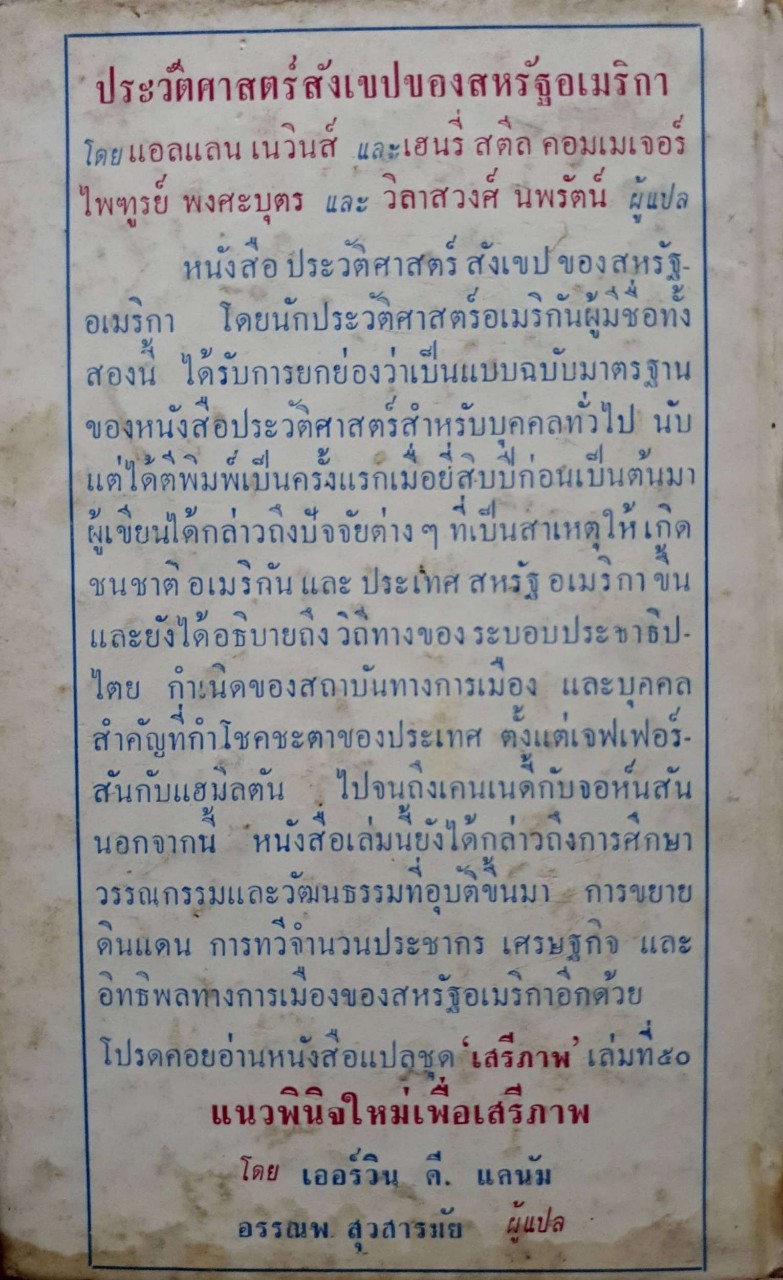 ประวัติศาสตร์สังเขปของสหรัฐอเมริกา
โดย แอลแลน เนวินส์ และ เฮนรี่ สตีล คอมเมเจอร์
ไพฑูรย์ พงศะบุตร และ วิลาสวงศ์ นพรัตน์ ผู้แปล
หนังสือ ประวัติศาสตร์ สังเขป ของ สหรัฐ-
อเมริกา โดยนักประวัติศาสตร์อเมริกันผู้มีชื่อทั้ง
สองนี้ ได้รับการยกย่องว่าเป็นแบบฉบับมาตรฐาน
ของหนังสือประวัติศาสตร์สำหรับบุคคลทั่วไป นับ
แต่ได้ตีพิมพ์เป็นครั้งแรกเมื่อยี่สิบปีก่อนเป็นต้นมา
ผู้เขียนได้กล่าวถึงปัจจัยต่าง ๆ ที่เป็นสาเหตุให้ เกิด
ชนชาติ อเมริกัน และ ประเทศ สหรัฐ อเมริกา ขึ้น
และยังได้อธิบายถึง วิถีทางของ ระบอบประชาธิป-
ไตย กำเนิดของสถาบันทางการเมือง และบุคคล
สำคัญที่กำโชคชะตาของประเทศ ตั้งแต่เจฟเฟอร์-
สันกับแฮมิลตัน ไปจนถึงเคนเนดี้กับจอห์นสัน
นอกจากนี้ หนังสือเล่มนี้ยังได้กล่าวถึงการศึกษา
วรรณกรรมและวัฒนธรรมที่อุบัติขึ้นมา การขยาย
ดินแดน การทวีจำนวนประชากร เศรษฐกิจ และ
อิทธิพลทางการเมืองของสหรัฐอเมริกาอีกด้วย
โปรดคอยอ่านหนังสือแปลชุด 'เสรีภาพ' เล่มที่ ๕๐
แนวพินิจใหม่เพื่อเสรีภาพ
โดย เออร์วิน ดี. แคนัม
อรรณพ สุวสารมัย ผู้แปล